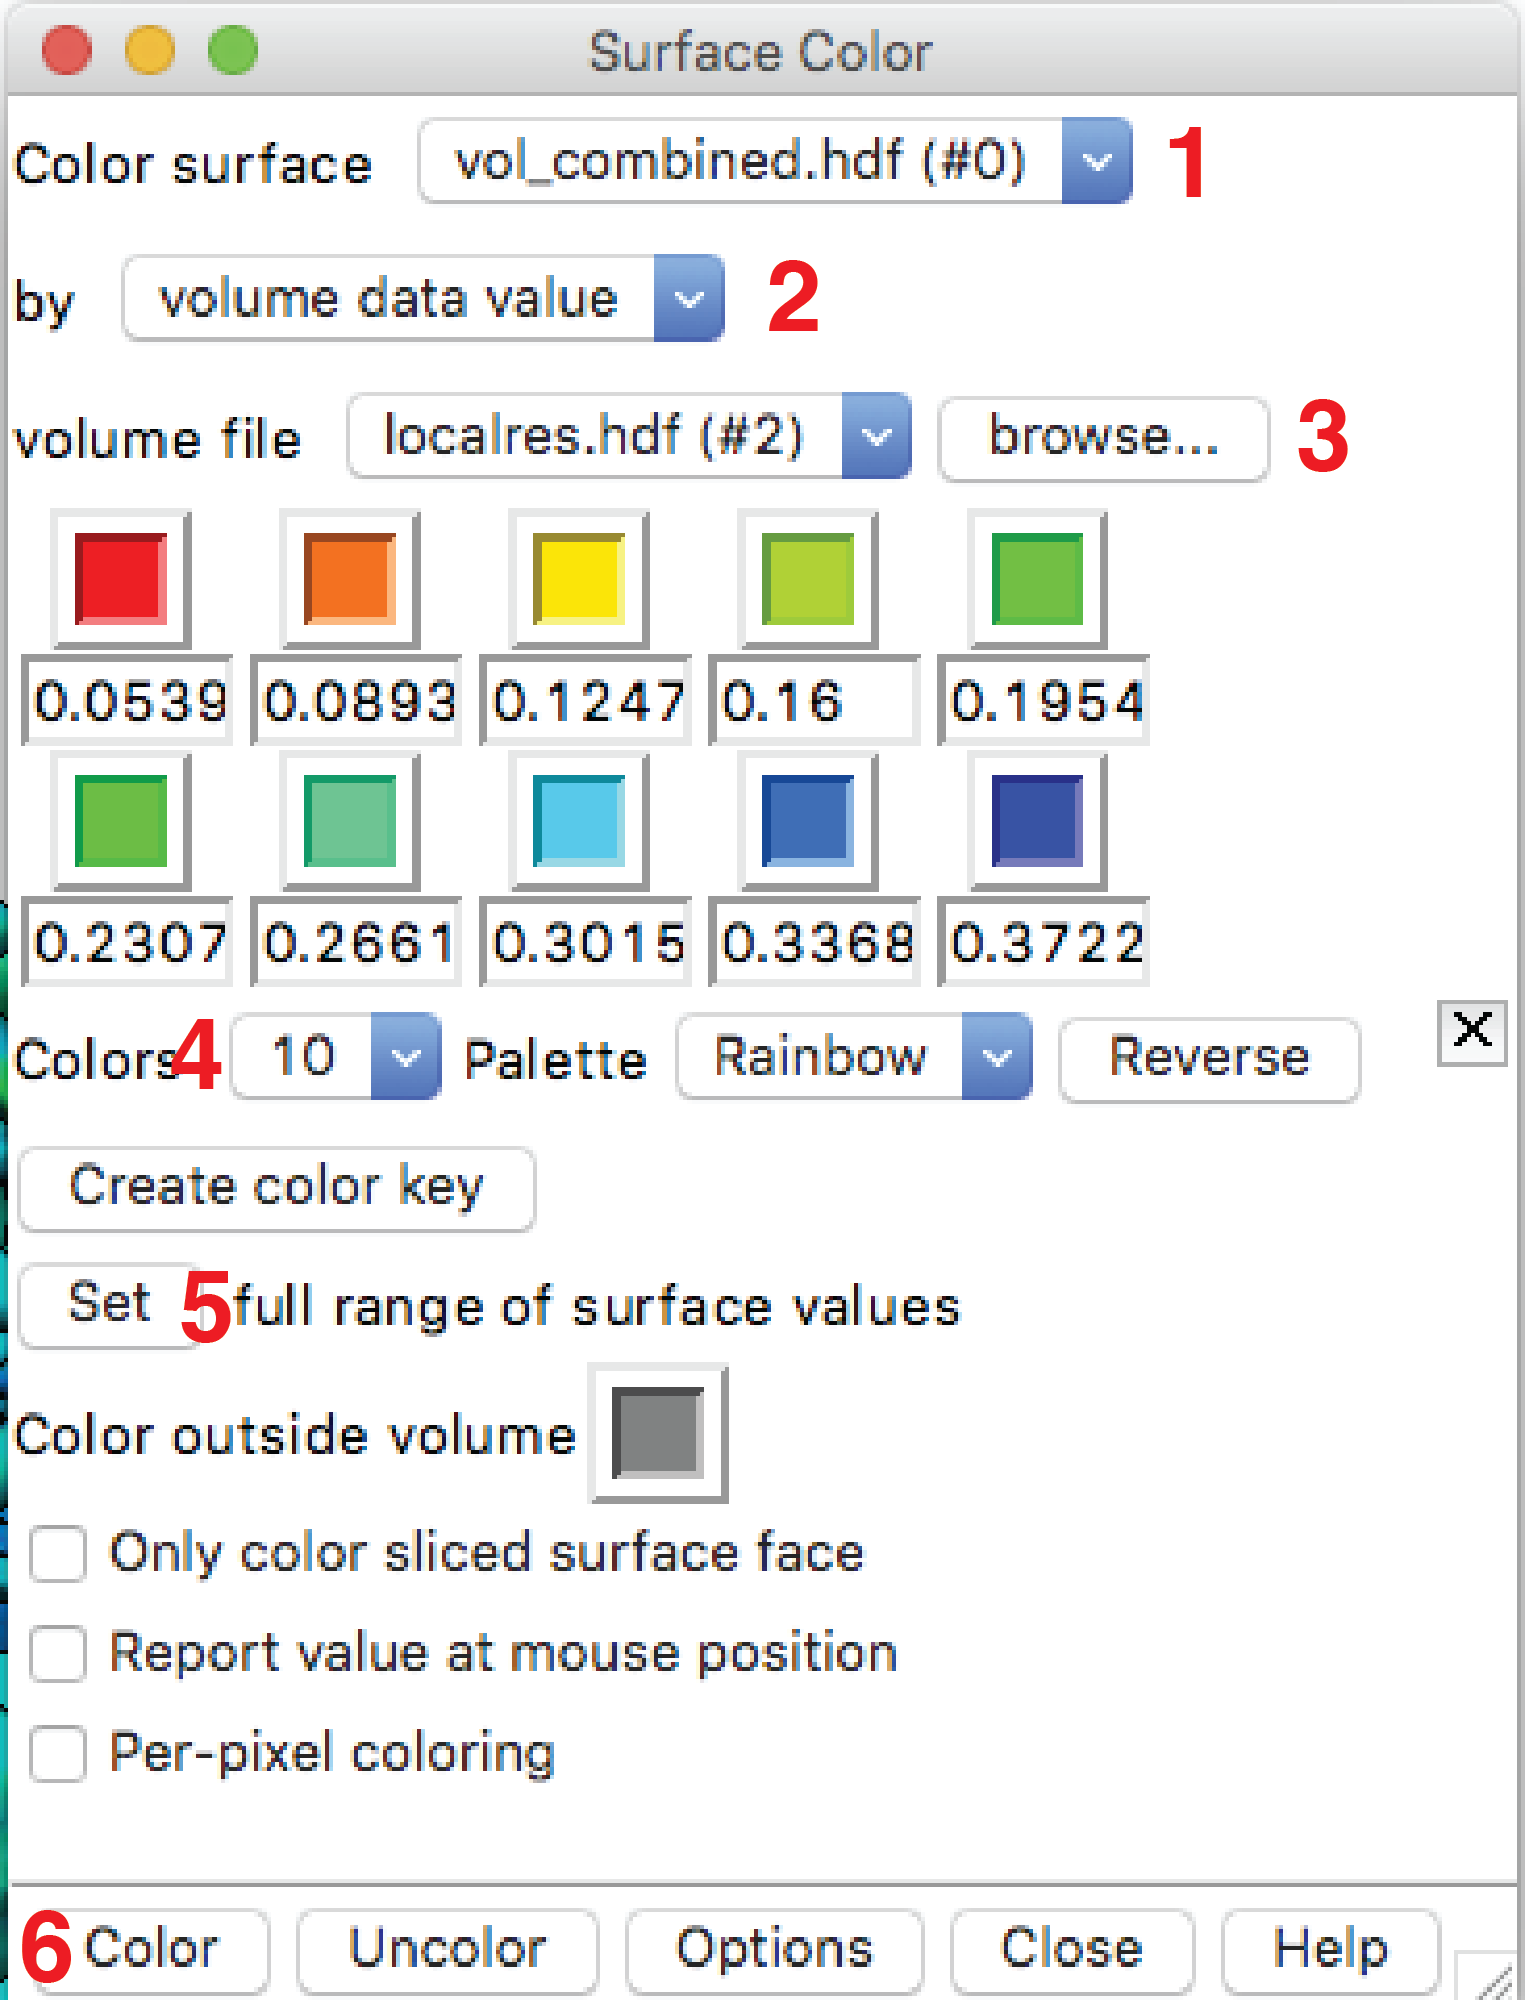 Surface Color
Color surface vol_combined.hdf (#0) 1
by volume data value 2
volume file localres.hdf (#2) browse... 3
0.0539 0.0893 0.1247 0.16 0.1954
0.2307 0.2661 0.3015 0.3368 0.3722
Colors 4 10 Palette Rainbow Reverse X
Create color key
Set 5 full range of surface values
Color outside volume
Only color sliced surface face
Report value at mouse position
Per-pixel coloring
6 Color Uncolor Options Close Help